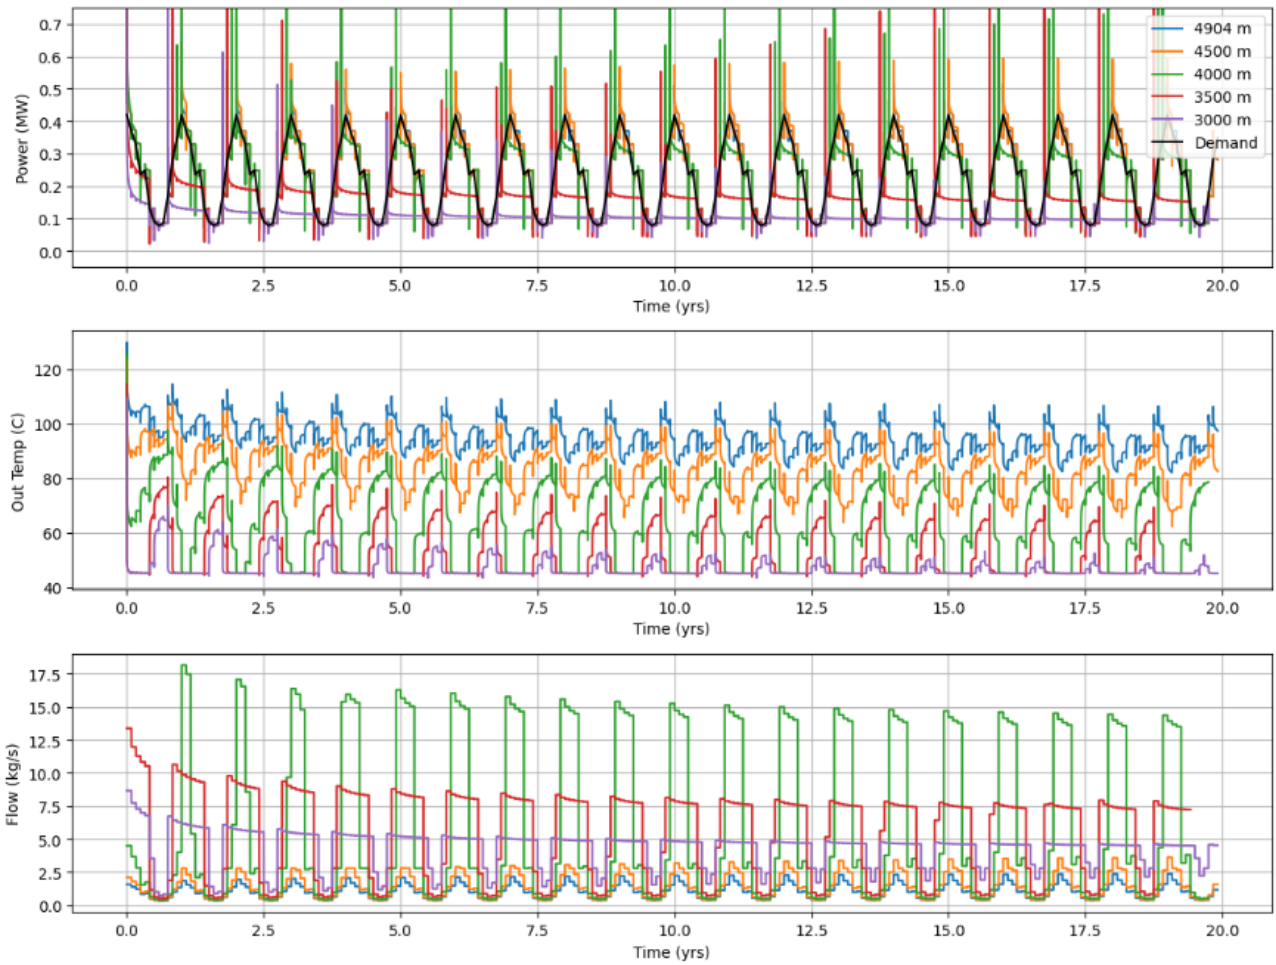 0.7
0.6
0.5
0.4
0.3
0.2
0.1
0.0
Power (MW)
4904 m
4500 m
4000 m
3500 m
3000 m
Demand
0.0 2.5 5.0 7.5 10.0 12.5 15.0 17.5 20.0
Time (yrs)
120
100
80
60
40
Out Temp (C)
0.0 2.5 5.0 7.5 10.0 12.5 15.0 17.5 20.0
Time (yrs)
17.5
15.0
12.5
10.0
7.5
5.0
2.5
0.0
Flow (kg/s)
0.0 2.5 5.0 7.5 10.0 12.5 15.0 17.5 20.0
Time (yrs)